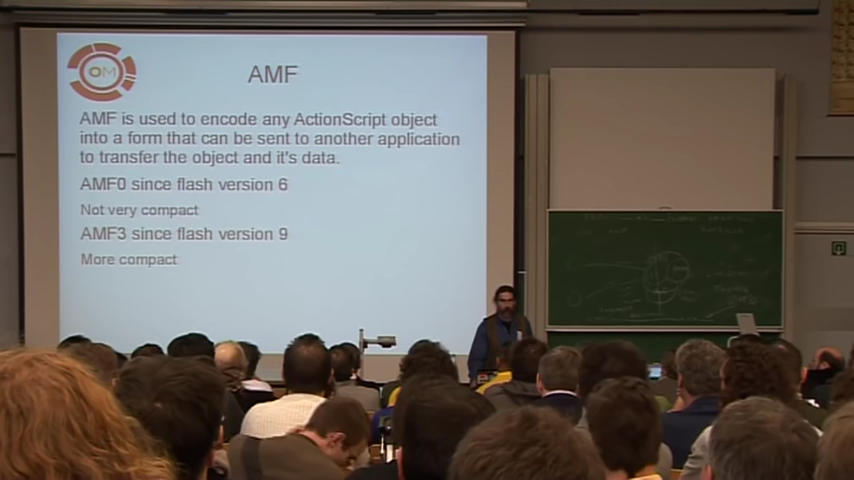 OM
AMF
AMF is used to encode any ActionScript object
into a form that can be sent to another application
to transfer the object and it's data.
AMF0 since flash version 6
Not very compact
AMF3 since flash version 9
More compact